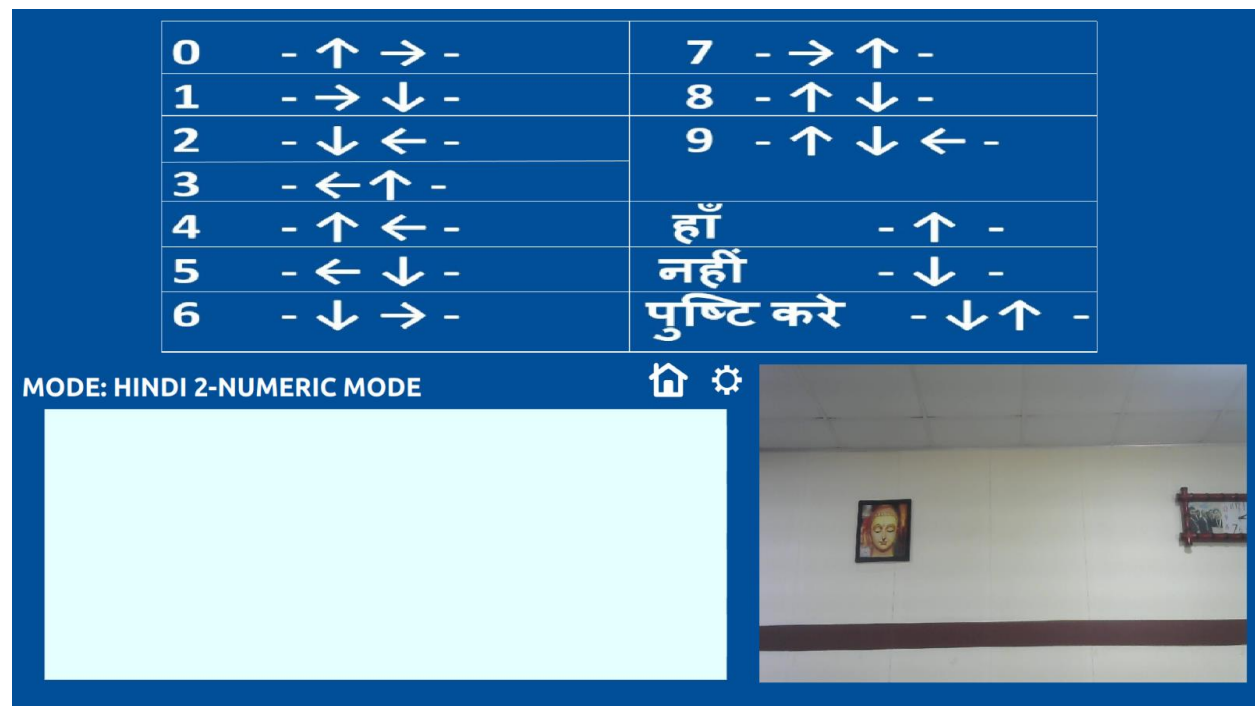 0 - ↑ → -
1 - → ↓ -
2 - ↓ ← -
3 - ← ↑ -
4 - ↑ ← -
5 - ← ↓ -
6 - ↓ → -
7 - → ↑ -
8 - ↑ ↓ -
9 - ↑ ↓ ← -
हाँ - ↑ -
नहीं - ↓ -
पुष्टि करे - ↓ ↑ -
MODE: HINDI 2-NUMERIC MODE